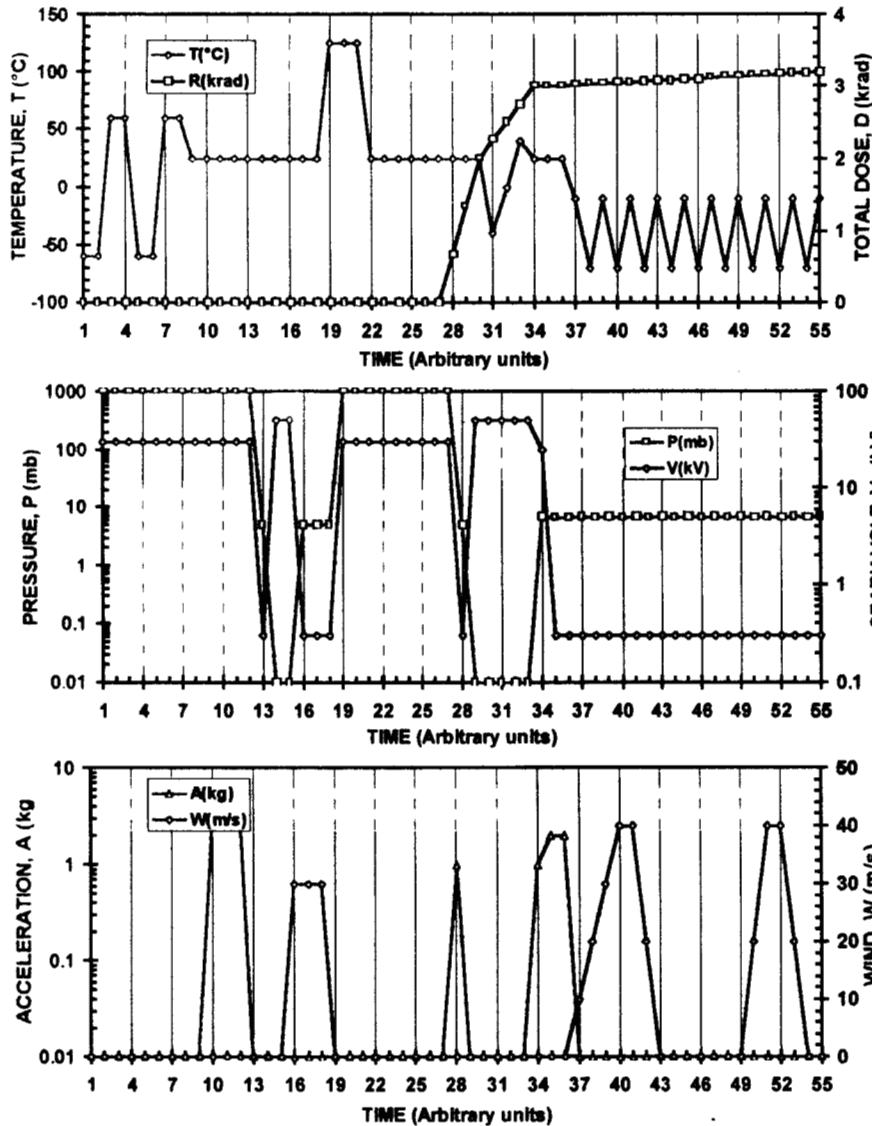 150
100
50
0
-50
-100
TEMPERATURE, T (°C)
T(°C)
R(krad)
4
3
2
1
0
TOTAL DOSE, D (krad)
1 4 7 10 13 16 19 22 25 28 31 34 37 40 43 46 49 52 55
TIME (Arbitrary units)
1000
100
10
1
0.1
0.01
PRESSURE, P (mb)
P(mb)
V(kV)
100
10
1
0.1
1 4 7 10 13 16 19 22 25 28 31 34 37 40 43 46 49 52 55
TIME (Arbitrary units)
10
1
0.1
0.01
ACCELERATION, A (kg
A(kg)
W(m/s)
50
40
30
20
10
0
WIND, W (m/s)
1 4 7 10 13 16 19 22 25 28 31 34 37 40 43 46 49 52 55
TIME (Arbitrary units)